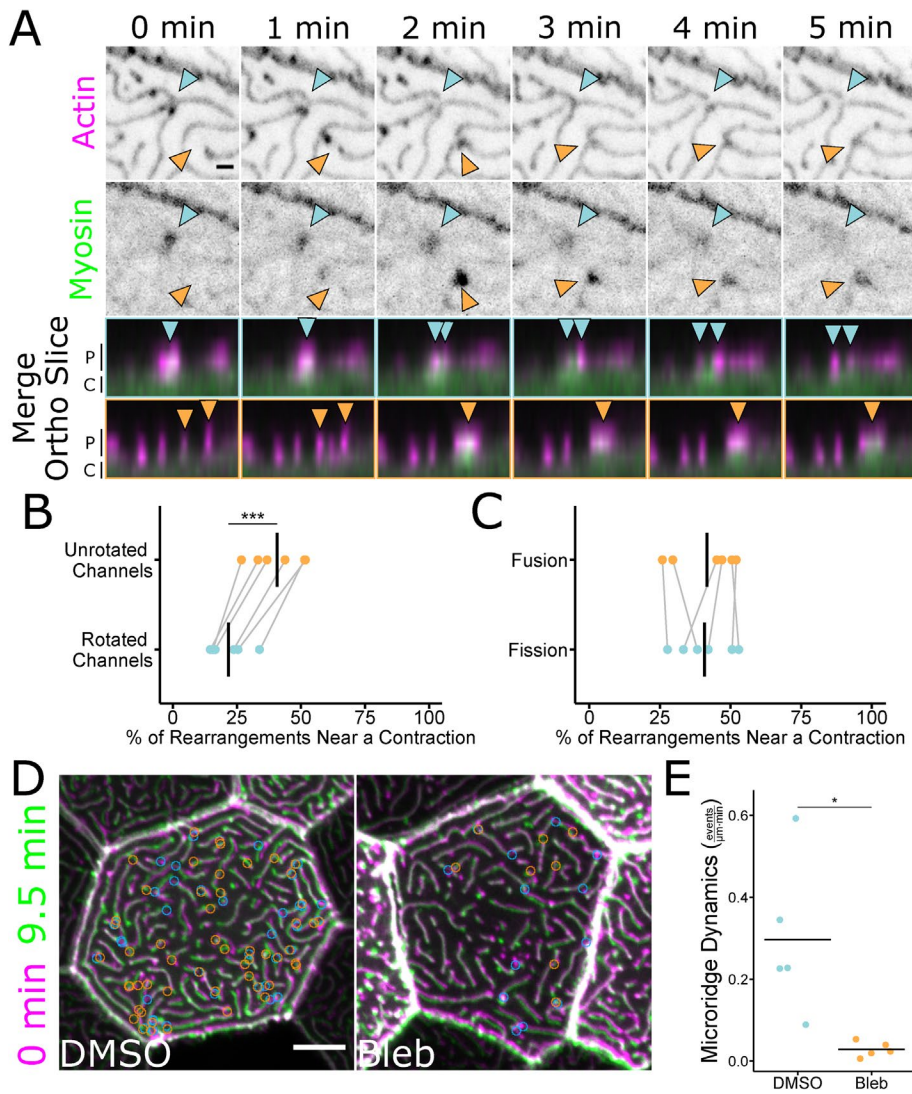 A
0 min 1 min 2 min 3 min 4 min 5 min
Actin
Myosin
Merge
Ortho Slice
P
C
P
C
B
***
Unrotated
Channels
Rotated
Channels
0 25 50 75 100
% of Rearrangements Near a Contraction
C
Fusion
Fission
0 25 50 75 100
% of Rearrangements Near a Contraction
D
0 min 9.5 min
DMSO
Bleb
E
Microridge Dynamics (events/μm·min)
*
0.6
0.4
0.2
0.0
DMSO Bleb